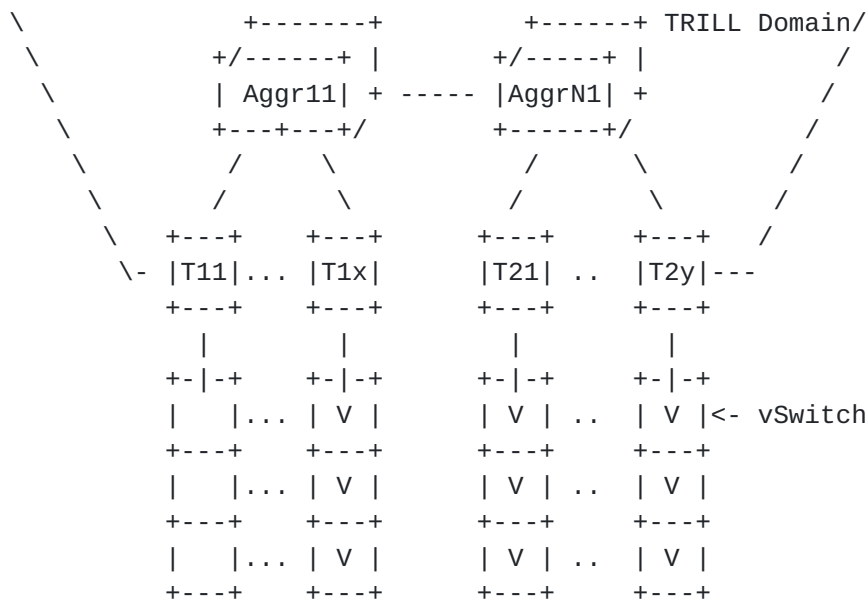 \              +-------+         +------+ TRILL Domain/
 \           +/------+ |       +/-----+ |            /
  \          | Aggr11| + ----- |AggrN1| +           /
   \         +---+---+/        +------+/           /
    \         /     \            /      \         /
     \       /       \          /        \       /
      \   +---+    +---+      +---+     +---+   /
       \- |T11|... |T1x|      |T21| ..  |T2y|---
          +---+    +---+      +---+     +---+
            |        |          |         |
          +-|-+    +-|-+      +-|-+     +-|-+
          |   |... | V |      | V | ..  | V |<- vSwitch
          +---+    +---+      +---+     +---+
          |   |... | V |      | V | ..  | V |
          +---+    +---+      +---+     +---+
          |   |... | V |      | V | ..  | V |
          +---+    +---+      +---+     +---+